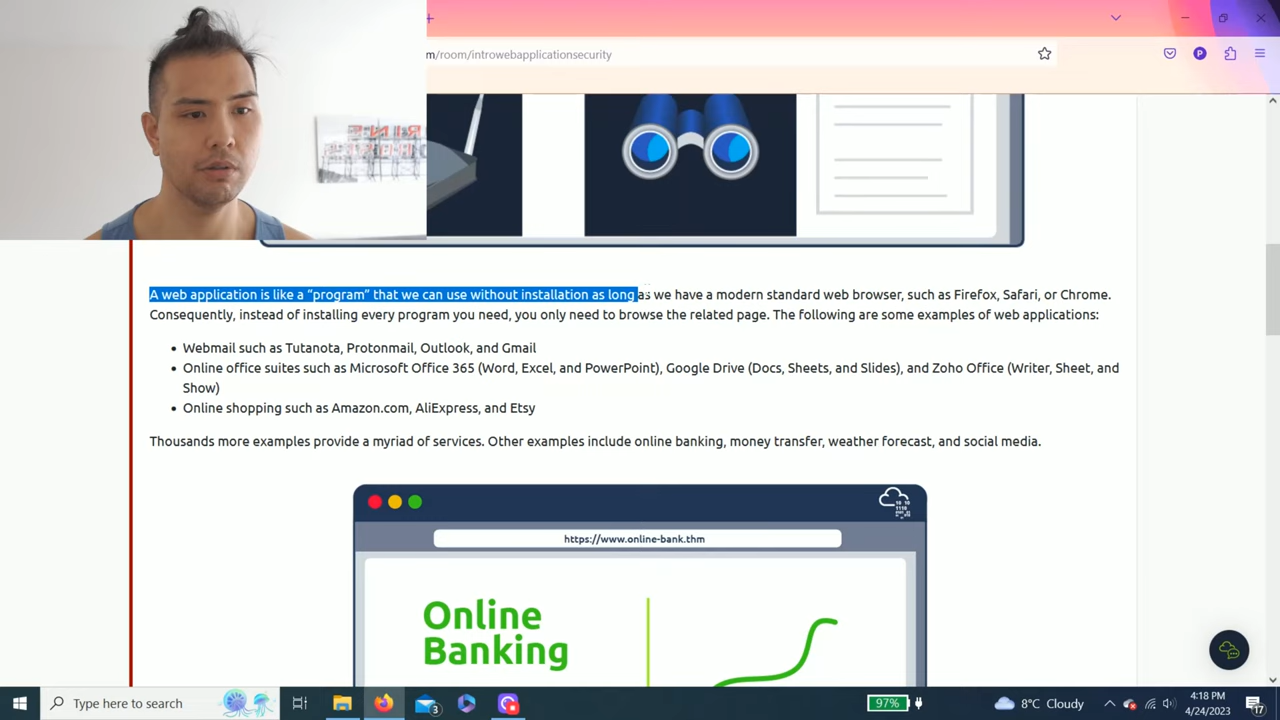 m/room/introwebapplicationsecurity
A web application is like a “program” that we can use without installation as long as we have a modern standard web browser, such as Firefox, Safari, or Chrome.
Consequently, instead of installing every program you need, you only need to browse the related page. The following are some examples of web applications:
• Webmail such as Tutanota, Protonmail, Outlook, and Gmail
• Online office suites such as Microsoft Office 365 (Word, Excel, and PowerPoint), Google Drive (Docs, Sheets, and Slides), and Zoho Office (Writer, Sheet, and
Show)
• Online shopping such as Amazon.com, AliExpress, and Etsy
Thousands more examples provide a myriad of services. Other examples include online banking, money transfer, weather forecast, and social media.
https://www.online-bank.thm
Online
Banking
Type here to search
3
97%
8°C Cloudy
4:18 PM
4/24/2023
17